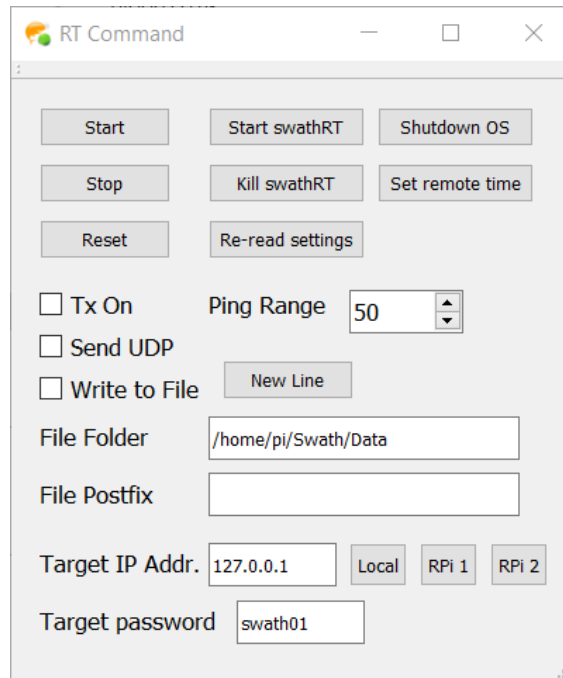 RT Command
Start Start swathRT Shutdown OS
Stop Kill swathRT Set remote time
Reset Re-read settings
Tx On Ping Range 50
Send UDP
Write to File New Line
File Folder /home/pi/Swath/Data
File Postfix
Target IP Addr. 127.0.0.1 Local RPi 1 RPi 2
Target password swath01